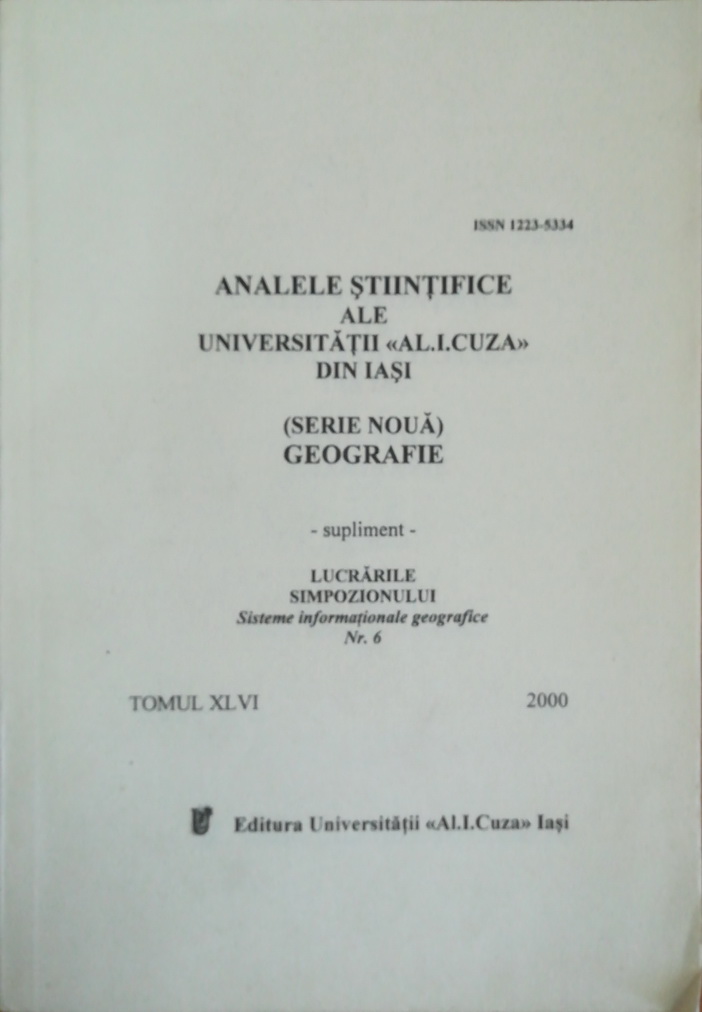 ISSN 1223-5334
ANALELE ŞTIINŢIFICE
ALE
UNIVERSITĂŢII «AL.I.CUZA»
DIN IAŞI
(SERIE NOUĂ)
GEOGRAFIE
- supliment -
LUCRĂRILE
SIMPOZIONULUI
Sisteme informaţionale geografice
Nr. 6
TOMUL XLVI 2000
Editura Universităţii «Al.I.Cuza» Iaşi